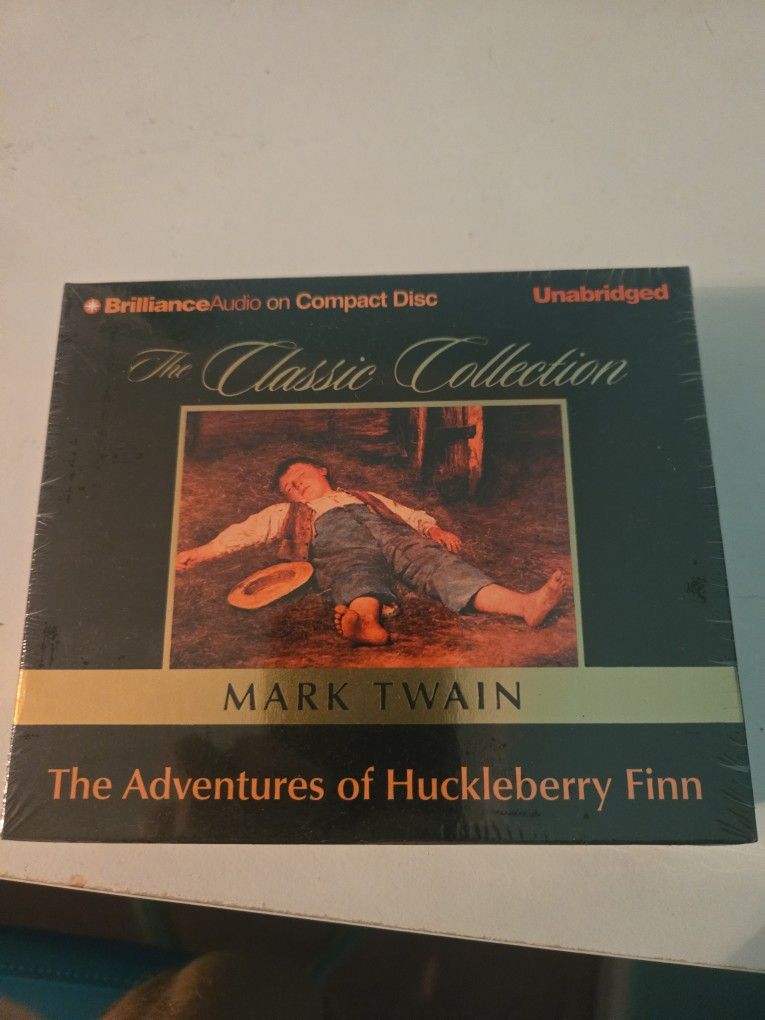 BrillianceAudio on Compact Disc
Unabridged
The Classic Collection
MARK TWAIN
The Adventures of Huckleberry Finn